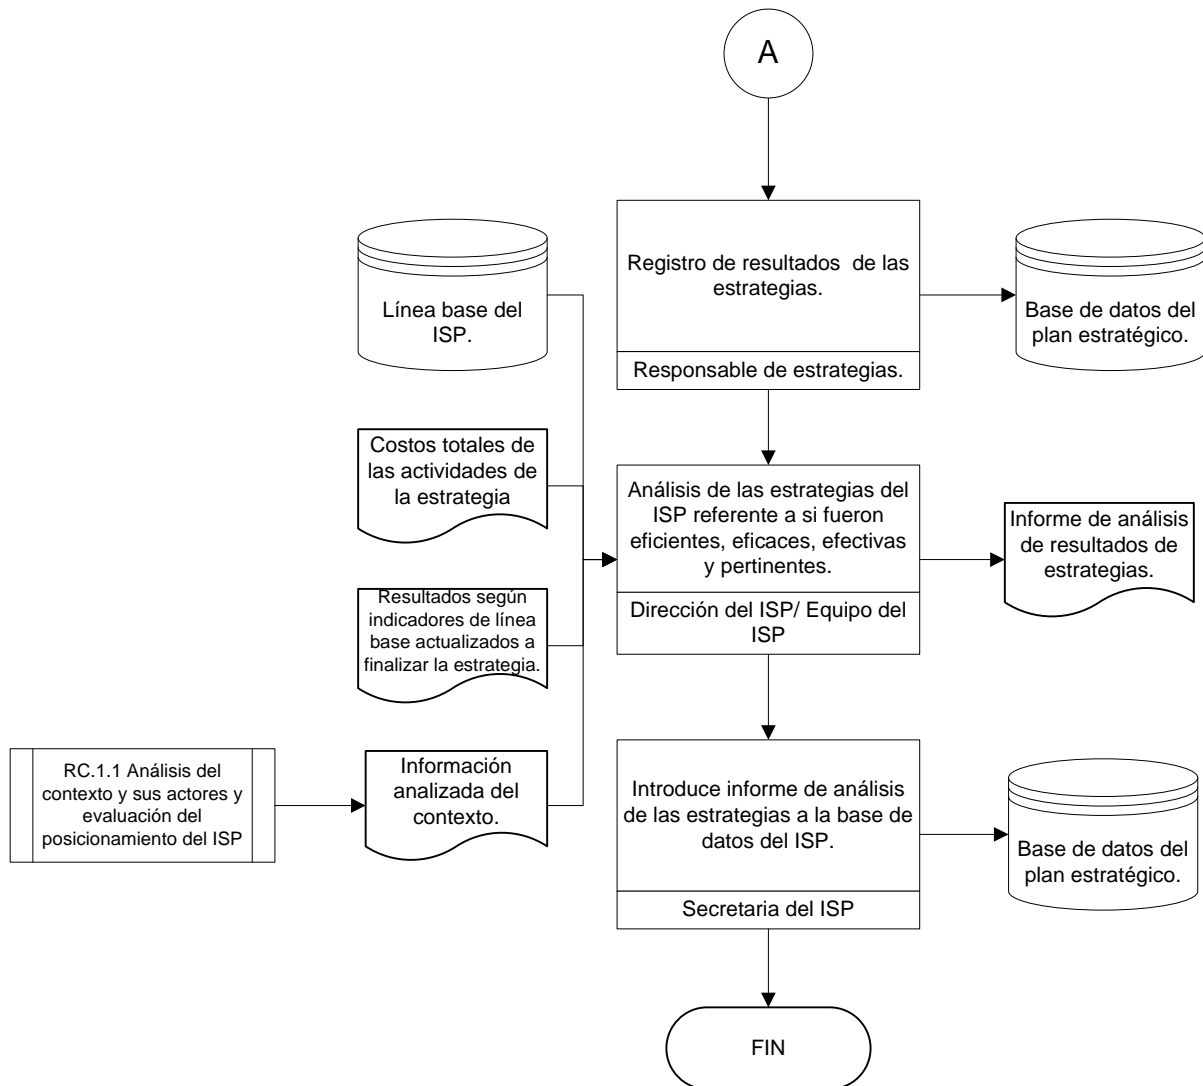 A
Registro de resultados de las
estrategias.
Responsable de estrategias.
Línea base del
ISP.
Base de datos del
plan estratégico.
Costos totales de
las actividades de
la estrategia
Análisis de las estrategias del
ISP referente a si fueron
eficientes, eficaces, efectivas
y pertinentes.
Dirección del ISP/ Equipo del
ISP
Informe de análisis
de resultados de
estrategias.
Resultados según
indicadores de línea
base actualizados a
finalizar la estrategia.
RC.1.1 Análisis del
contexto y sus actores y
evaluación del
posicionamiento del ISP
Información
analizada del
contexto.
Introduce informe de análisis
de las estrategias a la base de
datos del ISP.
Secretaria del ISP
Base de datos del
plan estratégico.
FIN